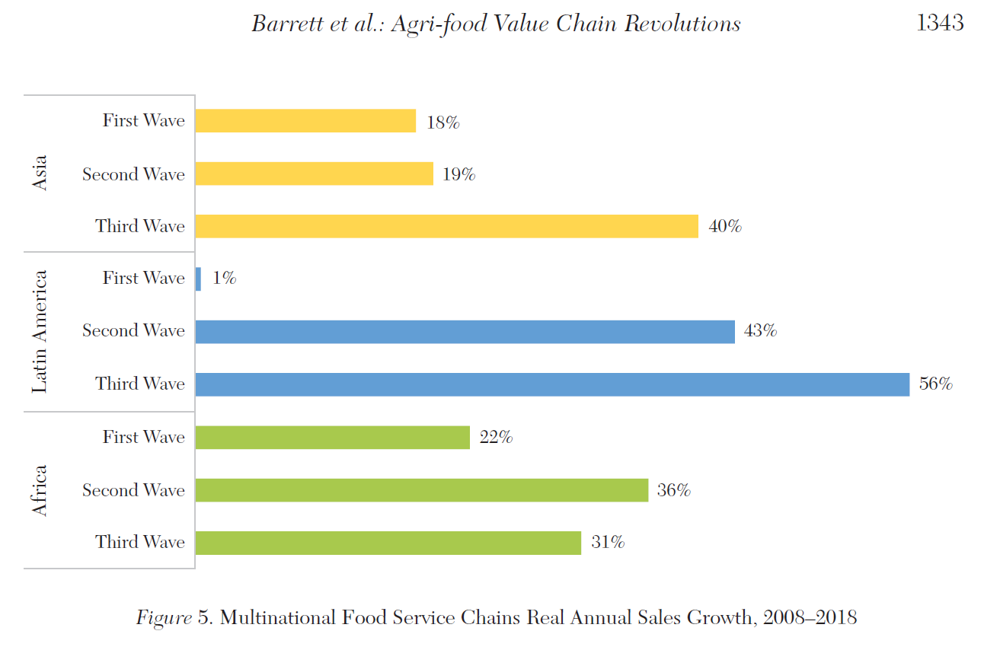 Barrett et al.: Agri-food Value Chain Revolutions 1343
Asia
First Wave 18%
Second Wave 19%
Third Wave 40%
Latin America
First Wave 1%
Second Wave 43%
Third Wave 56%
Africa
First Wave 22%
Second Wave 36%
Third Wave 31%
Figure 5. Multinational Food Service Chains Real Annual Sales Growth, 2008–2018